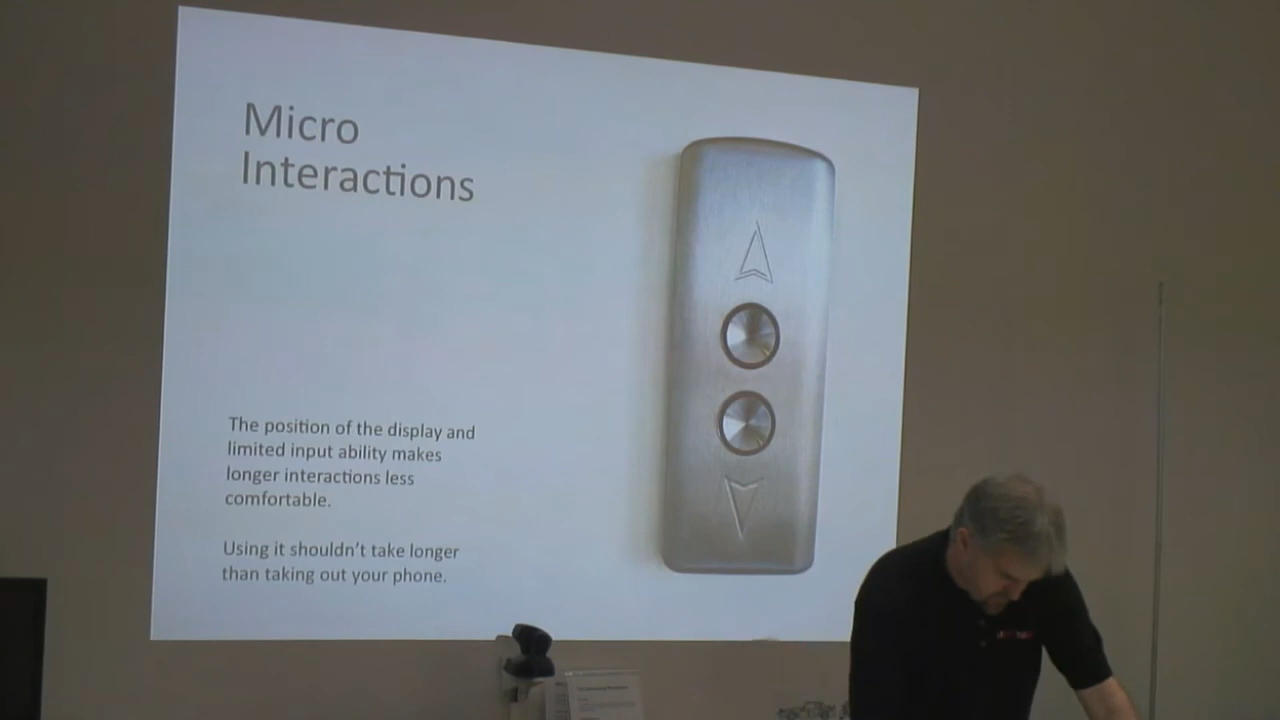 Micro
Interactions
The position of the display and
limited input ability makes
longer interactions less
comfortable.
Using it shouldn't take longer
than taking out your phone.